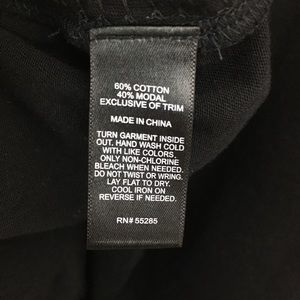 60% COTTON
40% MODAL
EXCLUSIVE OF TRIM
MADE IN CHINA
TURN GARMENT INSIDE
OUT. HAND WASH COLD
WITH LIKE COLORS.
ONLY NON-CHLORINE
BLEACH WHEN NEEDED.
DO NOT TWIST OR WRING.
LAY FLAT TO DRY.
COOL IRON ON
REVERSE IF NEEDED.
RN# 55285